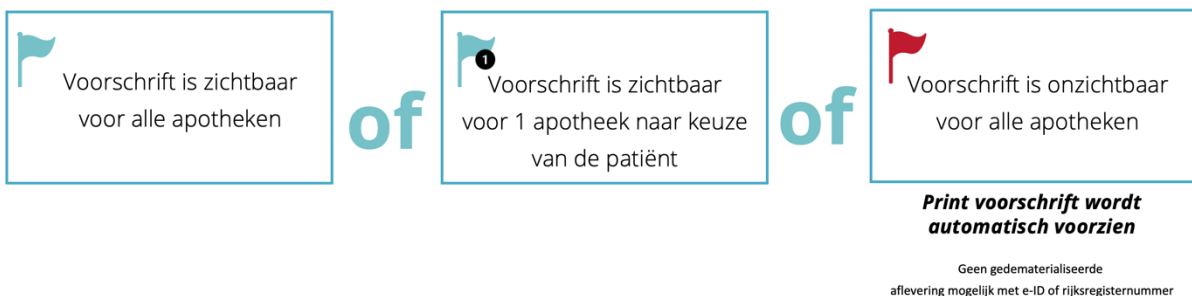 Voorschrift is zichtbaar
voor alle apotheken
of
1
Voorschrift is zichtbaar
voor 1 apotheek naar keuze
van de patiënt
of
Voorschrift is onzichtbaar
voor alle apotheken
Print voorschrift wordt
automatisch voorzien
Geen gedematerialiseerde
aflevering mogelijk met e-ID of rijksregisternummer